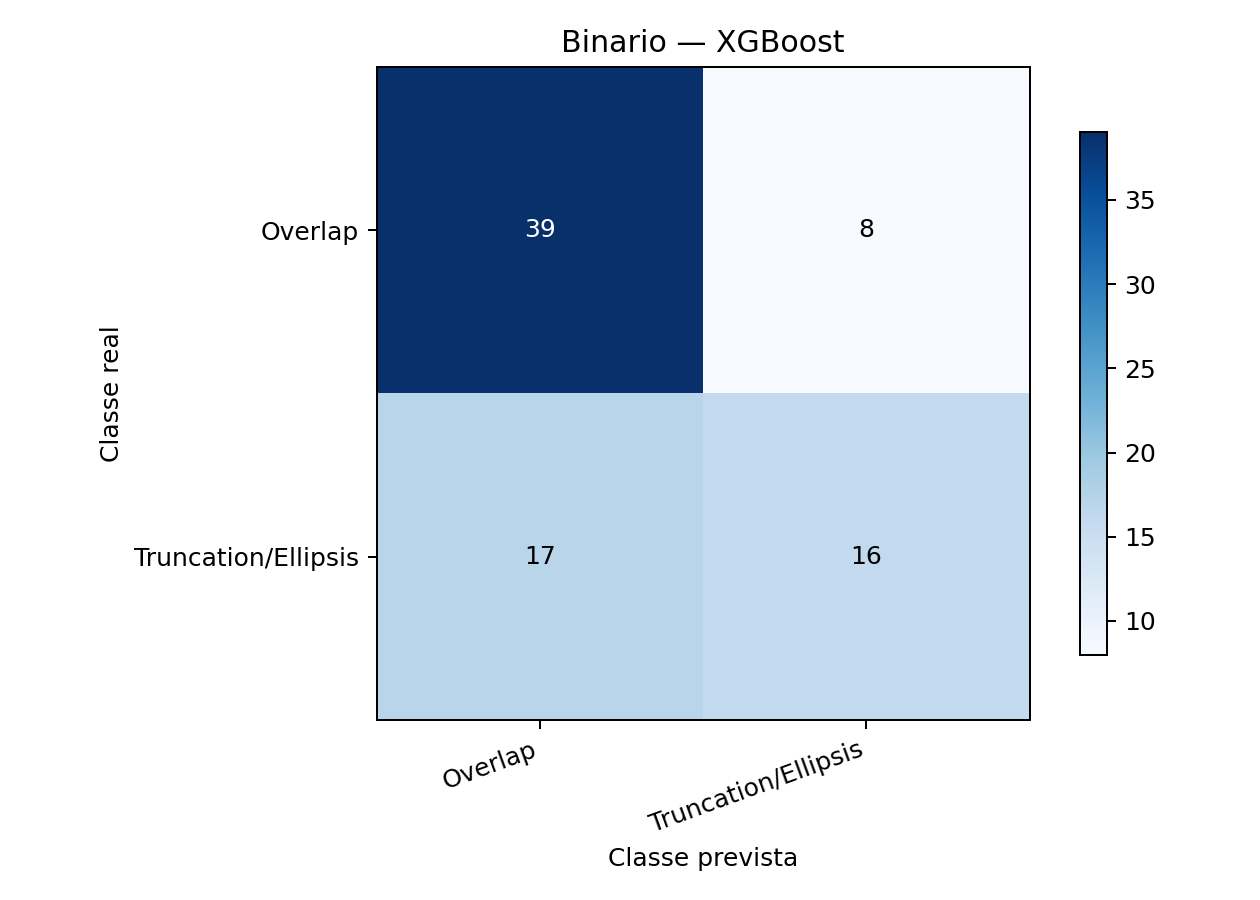 Binario — XGBoost
Overlap
39
8
Truncation/Ellipsis
17
16
Classe real
Overlap
Truncation/Ellipsis
Classe prevista
35
30
25
20
15
10